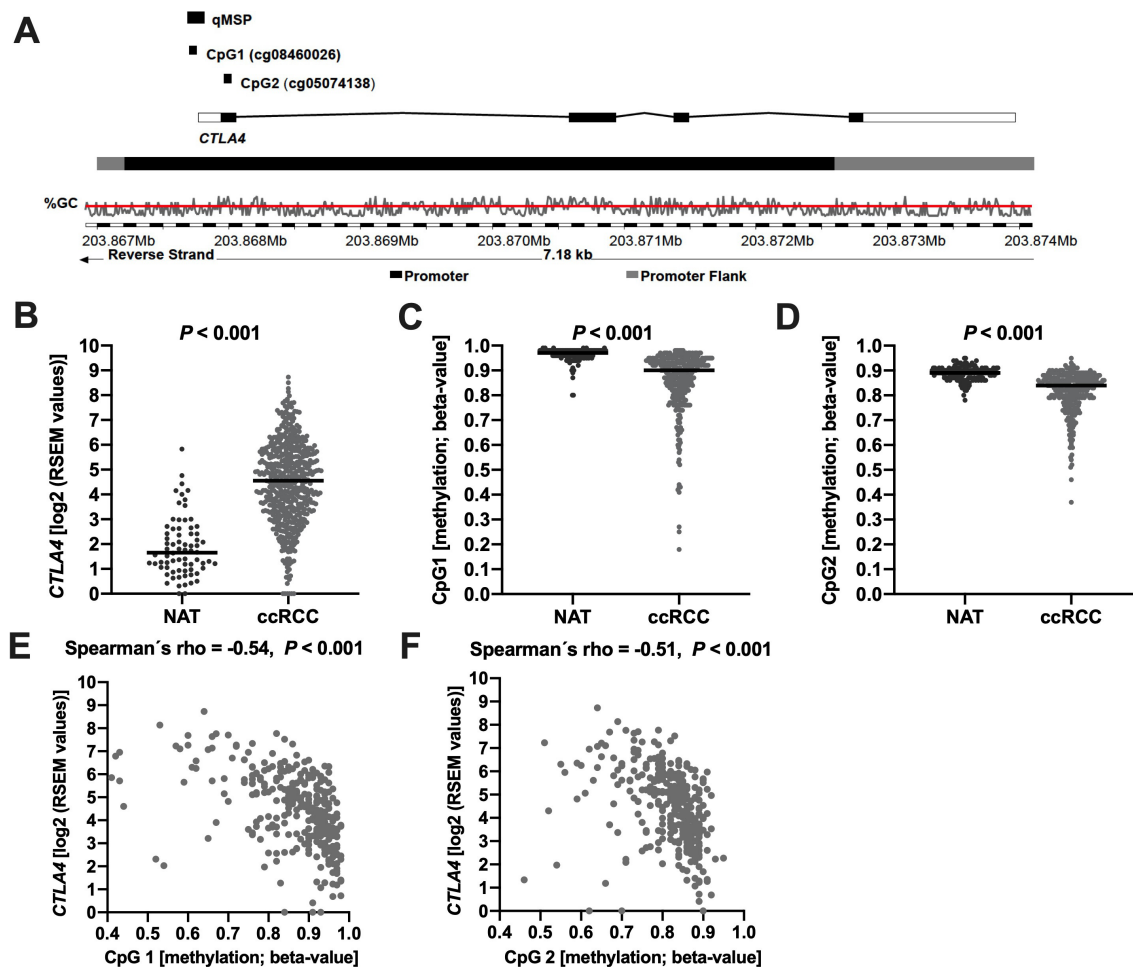 A
qMSP
CpG1 (cg08460026)
CpG2 (cg05074138)
CTLA4
%GC
203.867Mb 203.868Mb 203.869Mb 203.870Mb 203.871Mb 203.872Mb 203.873Mb 203.874Mb
Reverse Strand 7.18 kb
Promoter Promoter Flank
B
P < 0.001
CTLA4 [log2 (RSEM values)]
10
9
8
7
6
5
4
3
2
1
0
NAT ccRCC
C
P < 0.001
CpG1 [methylation; beta-value]
1.0
0.9
0.8
0.7
0.6
0.5
0.4
0.3
0.2
0.1
0.0
NAT ccRCC
D
P < 0.001
CpG2 [methylation; beta-value]
1.0
0.9
0.8
0.7
0.6
0.5
0.4
0.3
0.2
0.1
0.0
NAT ccRCC
E
Spearman´s rho = -0.54, P < 0.001
CTLA4 [log2 (RSEM values)]
10
9
8
7
6
5
4
3
2
1
0
0.4 0.5 0.6 0.7 0.8 0.9 1.0
CpG 1 [methylation; beta-value]
F
Spearman´s rho = -0.51, P < 0.001
CTLA4 [log2 (RSEM values)]
10
9
8
7
6
5
4
3
2
1
0
0.4 0.5 0.6 0.7 0.8 0.9 1.0
CpG 2 [methylation; beta-value]